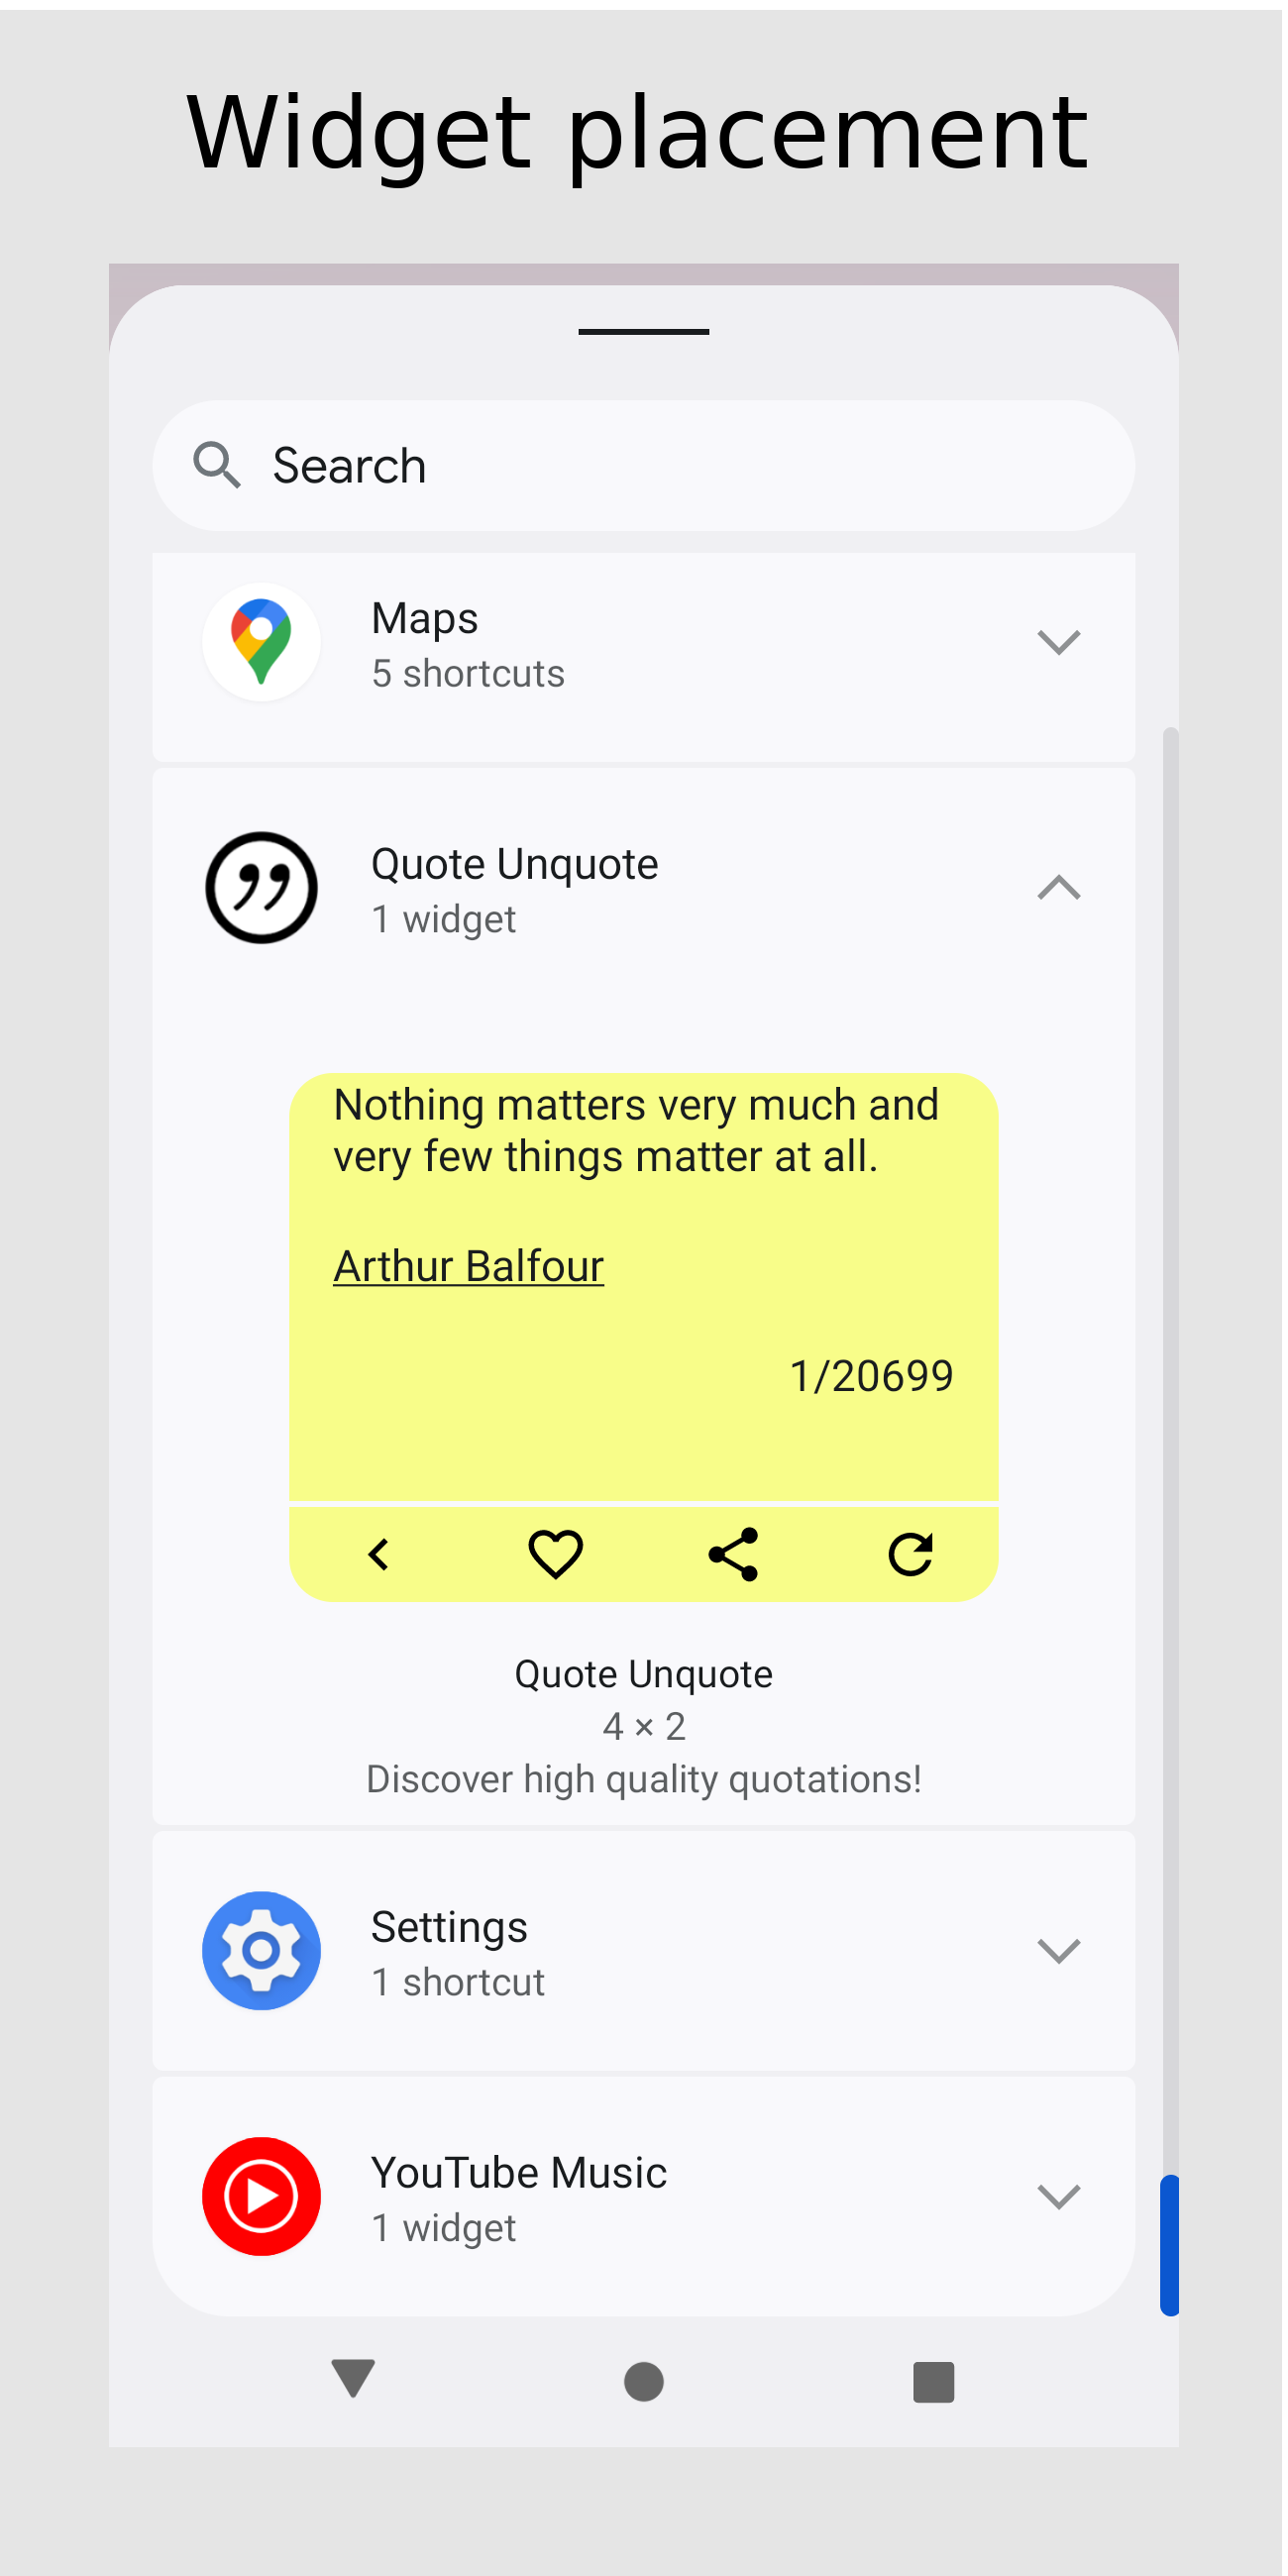 Widget placement
Search
Maps
5 shortcuts
Quote Unquote
1 widget
Nothing matters very much and
very few things matter at all.
Arthur Balfour
1/20699
Quote Unquote
4 × 2
Discover high quality quotations!
Settings
1 shortcut
YouTube Music
1 widget